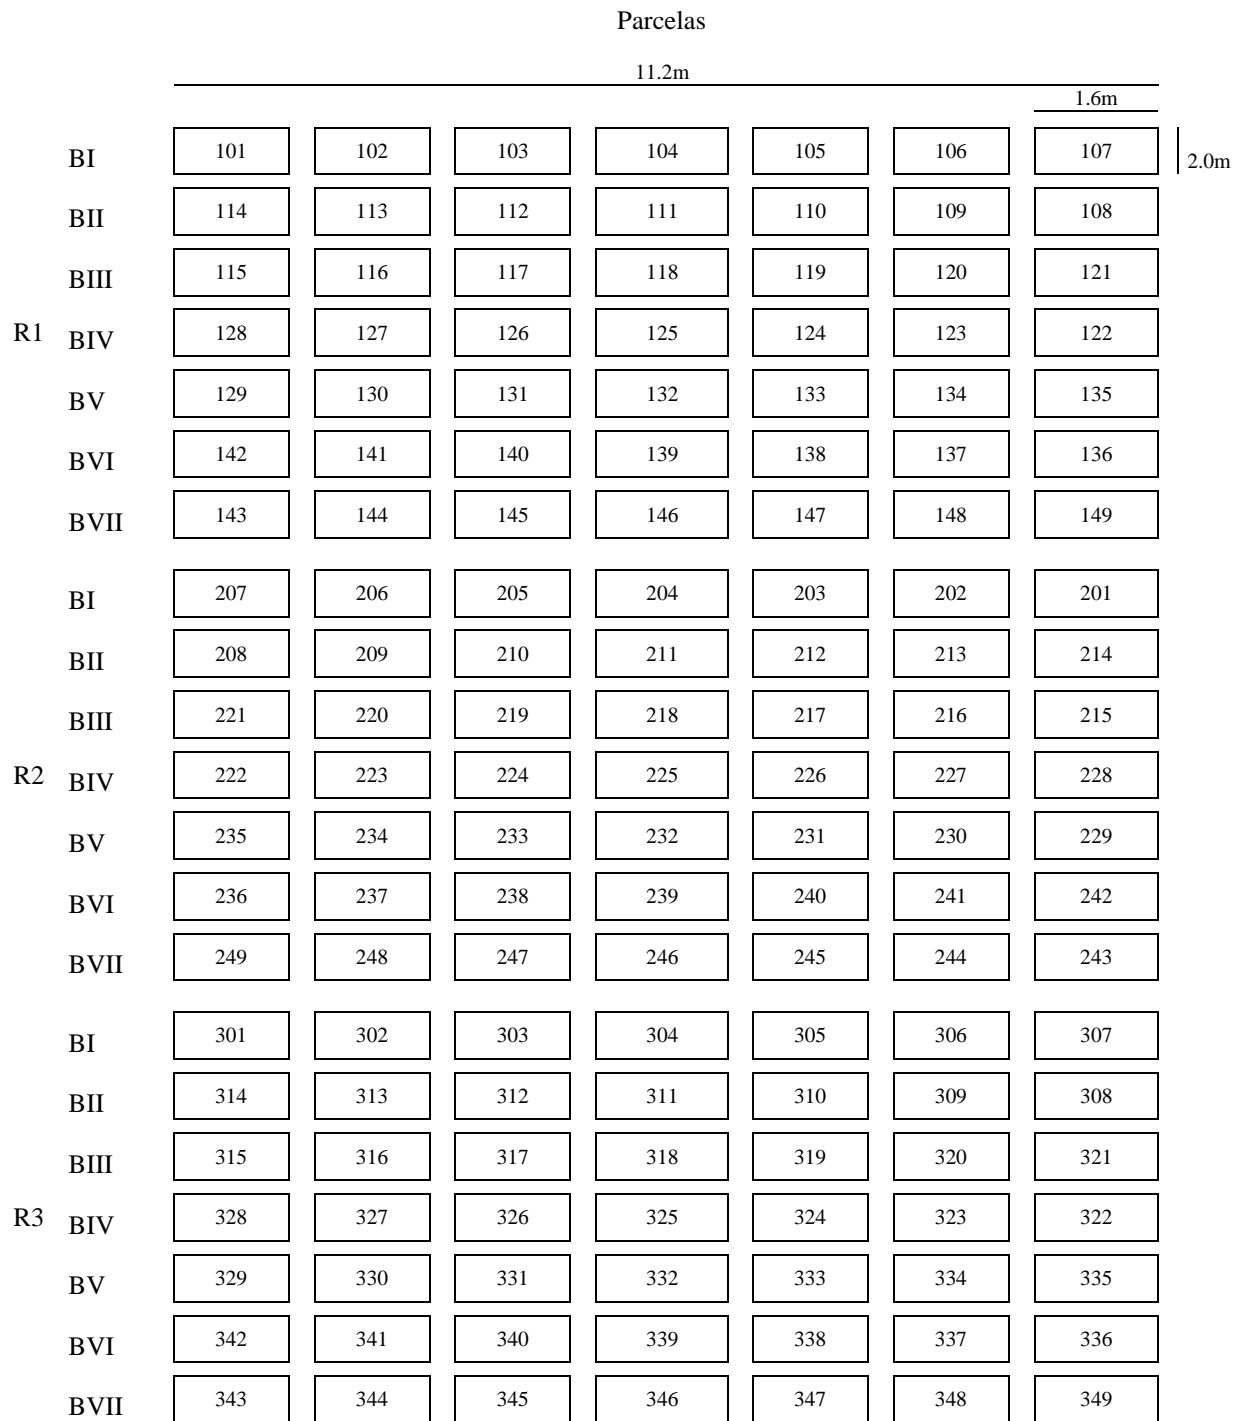 Parcelas
11.2m
1.6m
BI 101 102 103 104 105 106 107 2.0m
BII 114 113 112 111 110 109 108
BIII 115 116 117 118 119 120 121
R1 BIV 128 127 126 125 124 123 122
BV 129 130 131 132 133 134 135
BVI 142 141 140 139 138 137 136
BVII 143 144 145 146 147 148 149
BI 207 206 205 204 203 202 201
BII 208 209 210 211 212 213 214
BIII 221 220 219 218 217 216 215
R2 BIV 222 223 224 225 226 227 228
BV 235 234 233 232 231 230 229
BVI 236 237 238 239 240 241 242
BVII 249 248 247 246 245 244 243
BI 301 302 303 304 305 306 307
BII 314 313 312 311 310 309 308
BIII 315 316 317 318 319 320 321
R3 BIV 328 327 326 325 324 323 322
BV 329 330 331 332 333 334 335
BVI 342 341 340 339 338 337 336
BVII 343 344 345 346 347 348 349